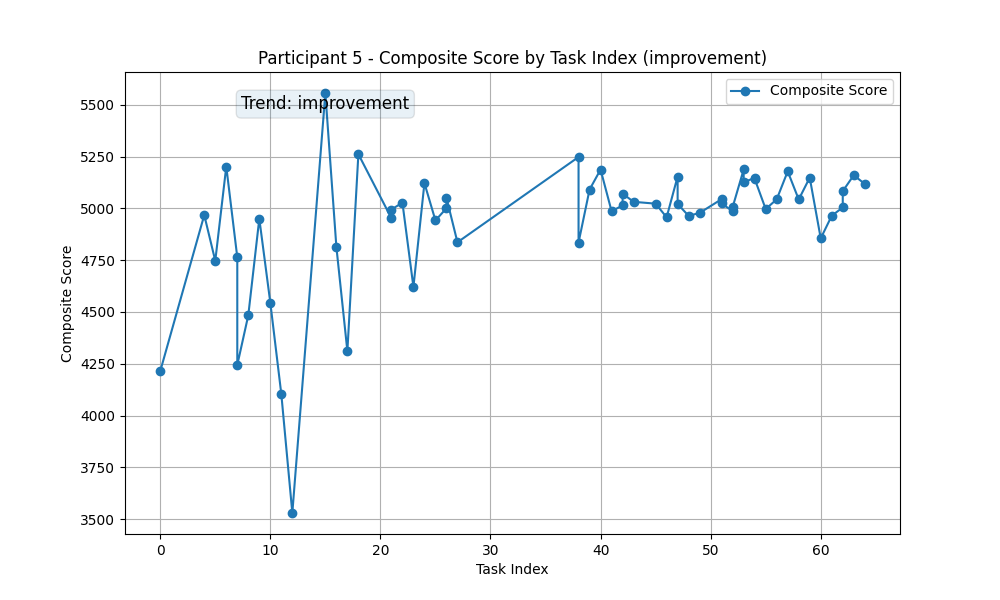 Participant 5 - Composite Score by Task Index (improvement)
Trend: improvement
Composite Score
Composite Score
5500
5250
5000
4750
4500
4250
4000
3750
3500
0 10 20 30 40 50 60
Task Index